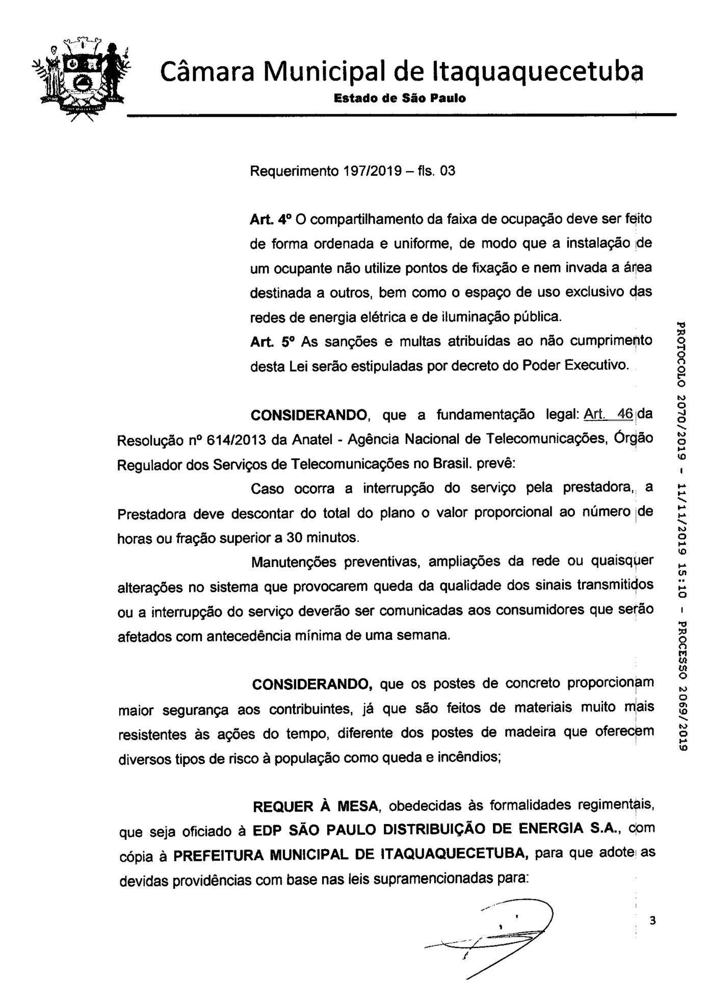 Câmara Municipal de Itaquaquecetuba
Estado de São Paulo
Requerimento 197/2019 – fls. 03
Art. 4º O compartilhamento da faixa de ocupação deve ser feito
de forma ordenada e uniforme, de modo que a instalação de
um ocupante não utilize pontos de fixação e nem invada a área
destinada a outros, bem como o espaço de uso exclusivo das
redes de energia elétrica e de iluminação pública.
Art. 5º As sanções e multas atribuídas ao não cumprimento
desta Lei serão estipuladas por decreto do Poder Executivo.
CONSIDERANDO, que a fundamentação legal: Art. 46 da
Resolução nº 614/2013 da Anatel - Agência Nacional de Telecomunicações, Órgão
Regulador dos Serviços de Telecomunicações no Brasil. prevê:
Caso ocorra a interrupção do serviço pela prestadora, a
Prestadora deve descontar do total do plano o valor proporcional ao número de
horas ou fração superior a 30 minutos.
Manutenções preventivas, ampliações da rede ou quaisquer
alterações no sistema que provocarem queda da qualidade dos sinais transmitidos
ou a interrupção do serviço deverão ser comunicadas aos consumidores que serão
afetados com antecedência mínima de uma semana.
CONSIDERANDO, que os postes de concreto proporcionam
maior segurança aos contribuintes, já que são feitos de materiais muito mais
resistentes às ações do tempo, diferente dos postes de madeira que oferecem
diversos tipos de risco à população como queda e incêndios;
REQUER À MESA, obedecidas às formalidades regimentais,
que seja oficiado à EDP SÃO PAULO DISTRIBUIÇÃO DE ENERGIA S.A., com
cópia à PREFEITURA MUNICIPAL DE ITAQUAQUECETUBA, para que adote as
devidas providências com base nas leis supramencionadas para:
3
PROTOCOLO 2070/2019 - 11/11/2019 15:10 - PROCESSO 2069/2019